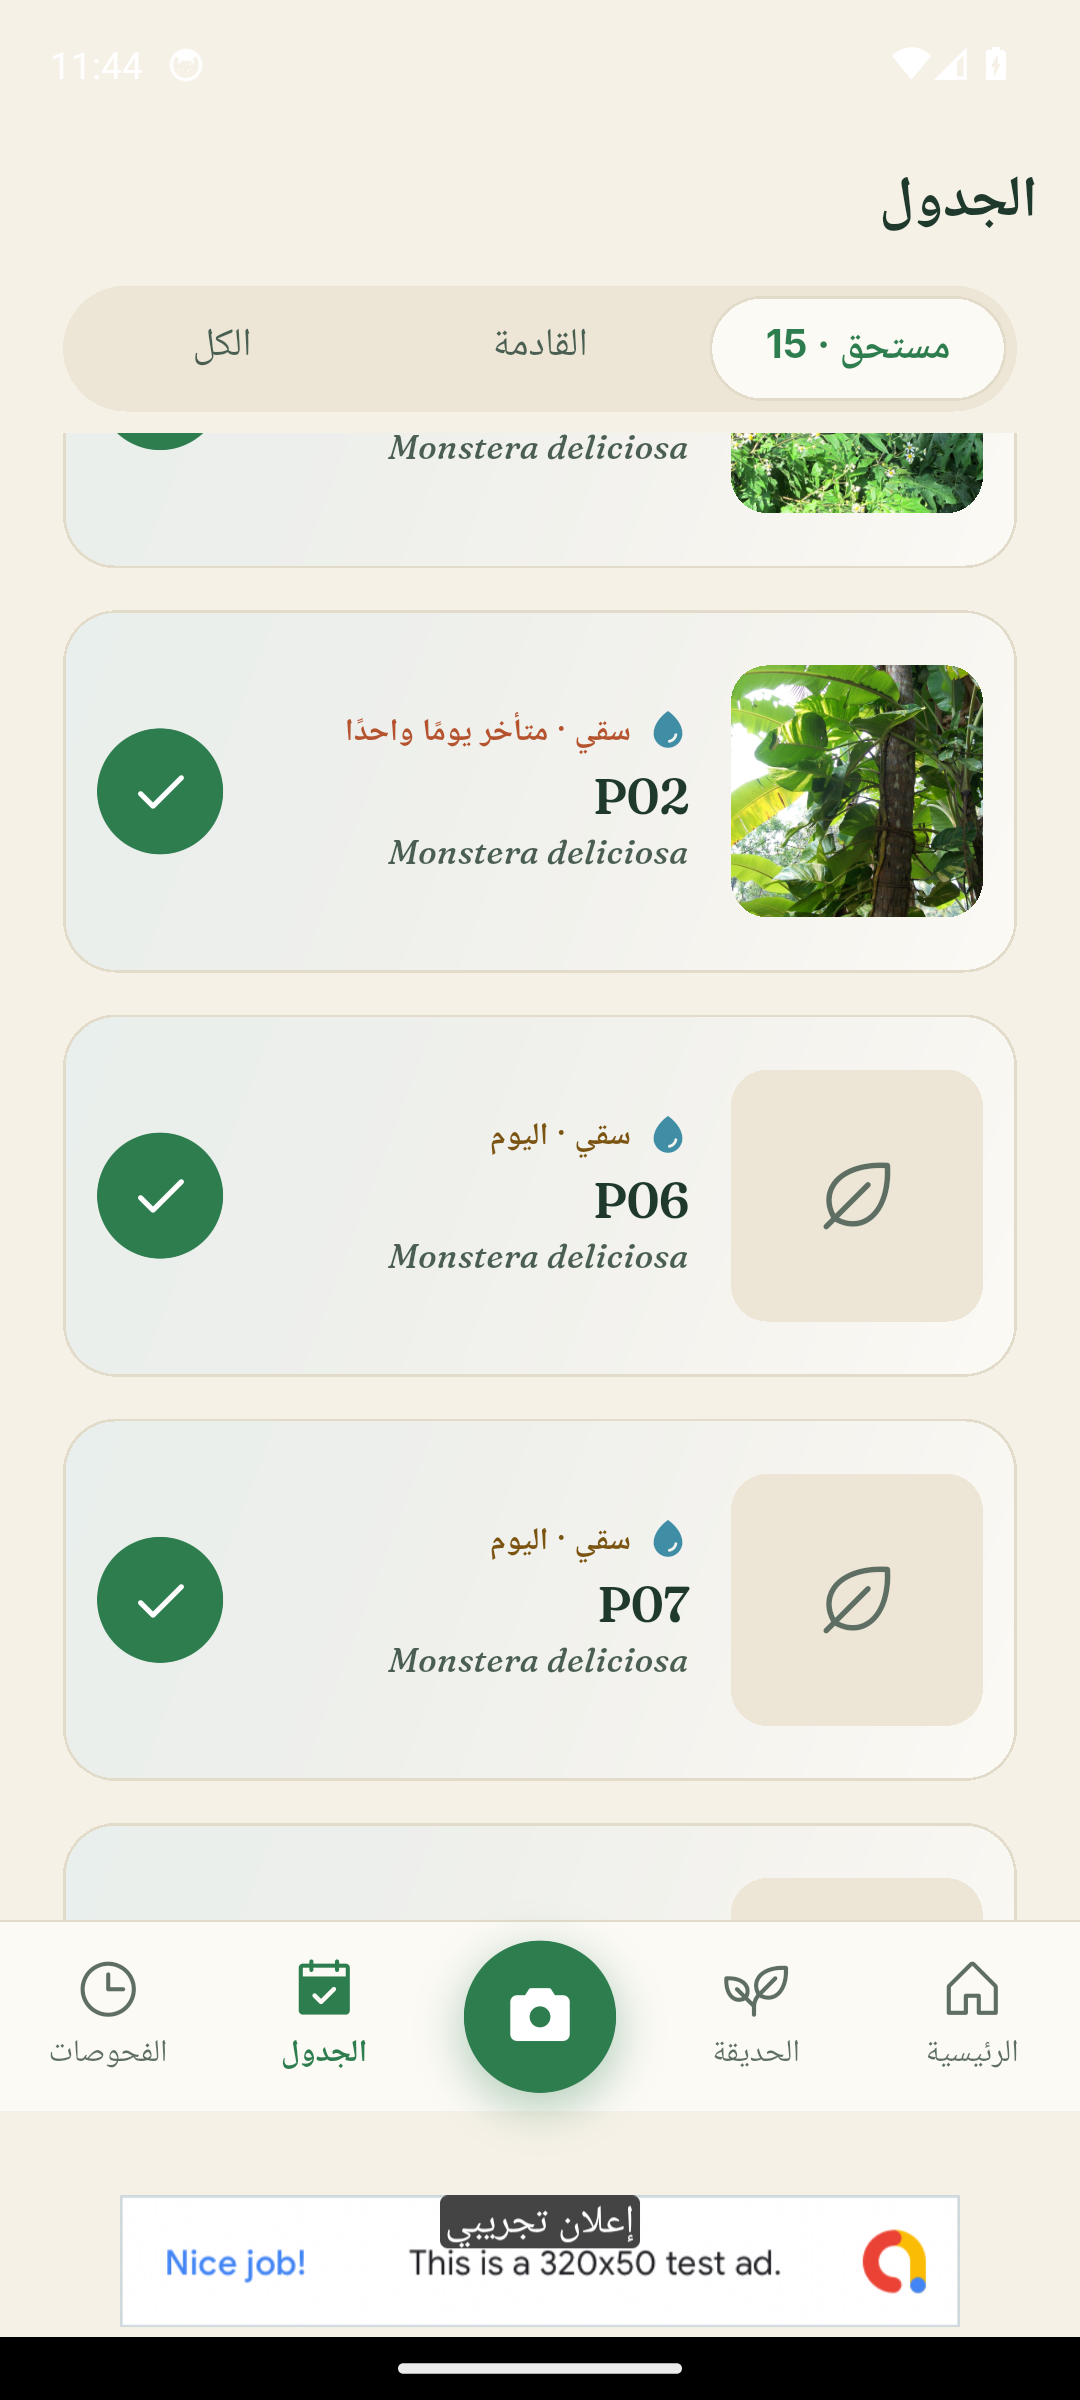 11:44
الجدول
مستحق · 15
القادمة
الكل
Monstera deliciosa
سقي · متأخر يومًا واحدًا
P02
Monstera deliciosa
سقي · اليوم
P06
Monstera deliciosa
سقي · اليوم
P07
Monstera deliciosa
الرئيسية
الحديقة
الجدول
الفحوصات
إعلان تجريبي
Nice job!
This is a 320x50 test ad.